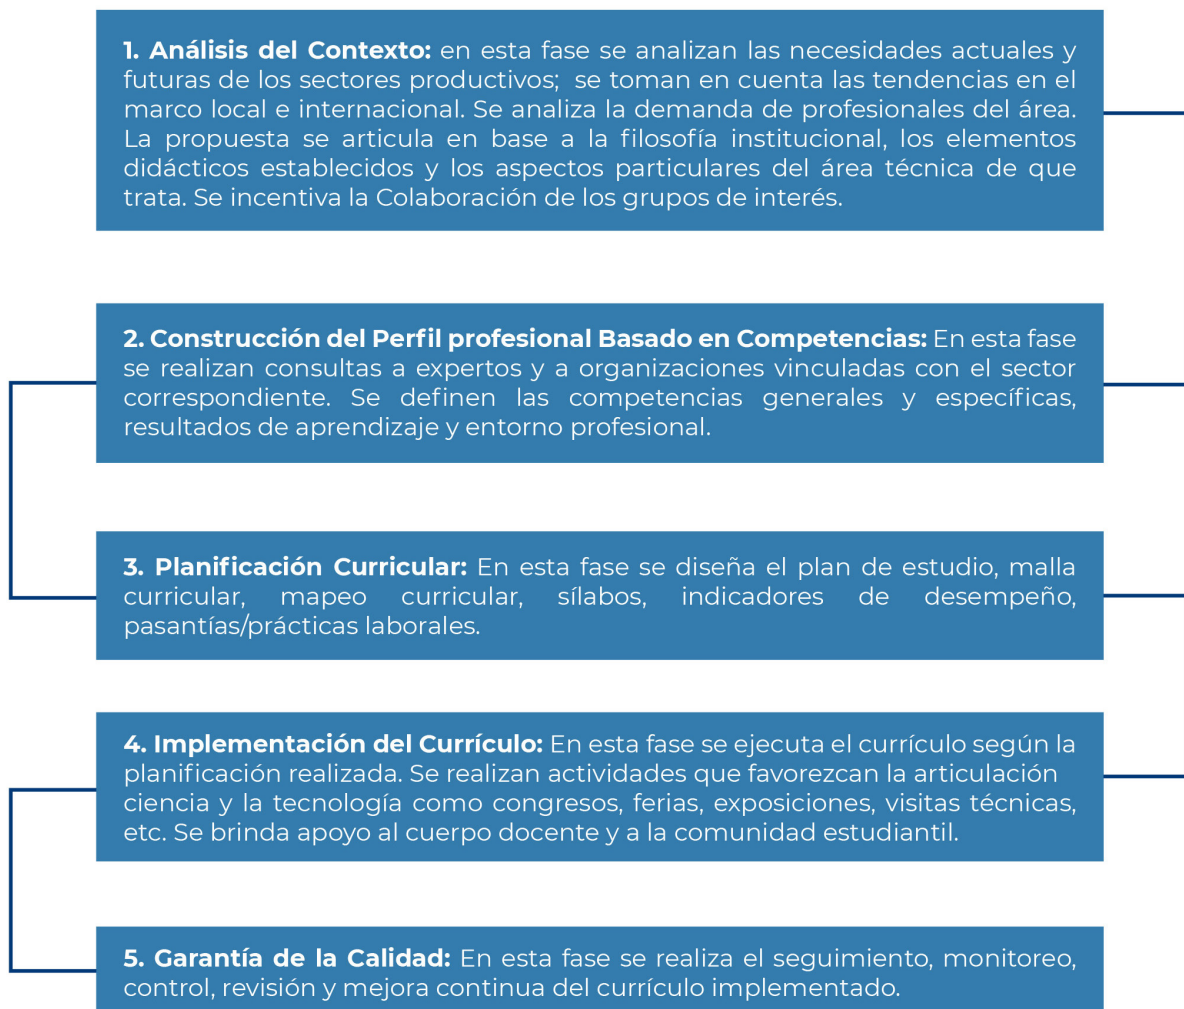 1. Análisis del Contexto: en esta fase se analizan las necesidades actuales y
futuras de los sectores productivos; se toman en cuenta las tendencias en el
marco local e internacional. Se analiza la demanda de profesionales del área.
La propuesta se articula en base a la filosofía institucional, los elementos
didácticos establecidos y los aspectos particulares del área técnica de que
trata. Se incentiva la Colaboración de los grupos de interés.
2. Construcción del Perfil profesional Basado en Competencias: En esta fase
se realizan consultas a expertos y a organizaciones vinculadas con el sector
correspondiente. Se definen las competencias generales y específicas,
resultados de aprendizaje y entorno profesional.
3. Planificación Curricular: En esta fase se diseña el plan de estudio, malla
curricular, mapeo curricular, sílabos, indicadores de desempeño,
pasantías/prácticas laborales.
4. Implementación del Currículo: En esta fase se ejecuta el currículo según la
planificación realizada. Se realizan actividades que favorezcan la articulación
ciencia y la tecnología como congresos, ferias, exposiciones, visitas técnicas,
etc. Se brinda apoyo al cuerpo docente y a la comunidad estudiantil.
5. Garantía de la Calidad: En esta fase se realiza el seguimiento, monitoreo,
control, revisión y mejora continua del currículo implementado.